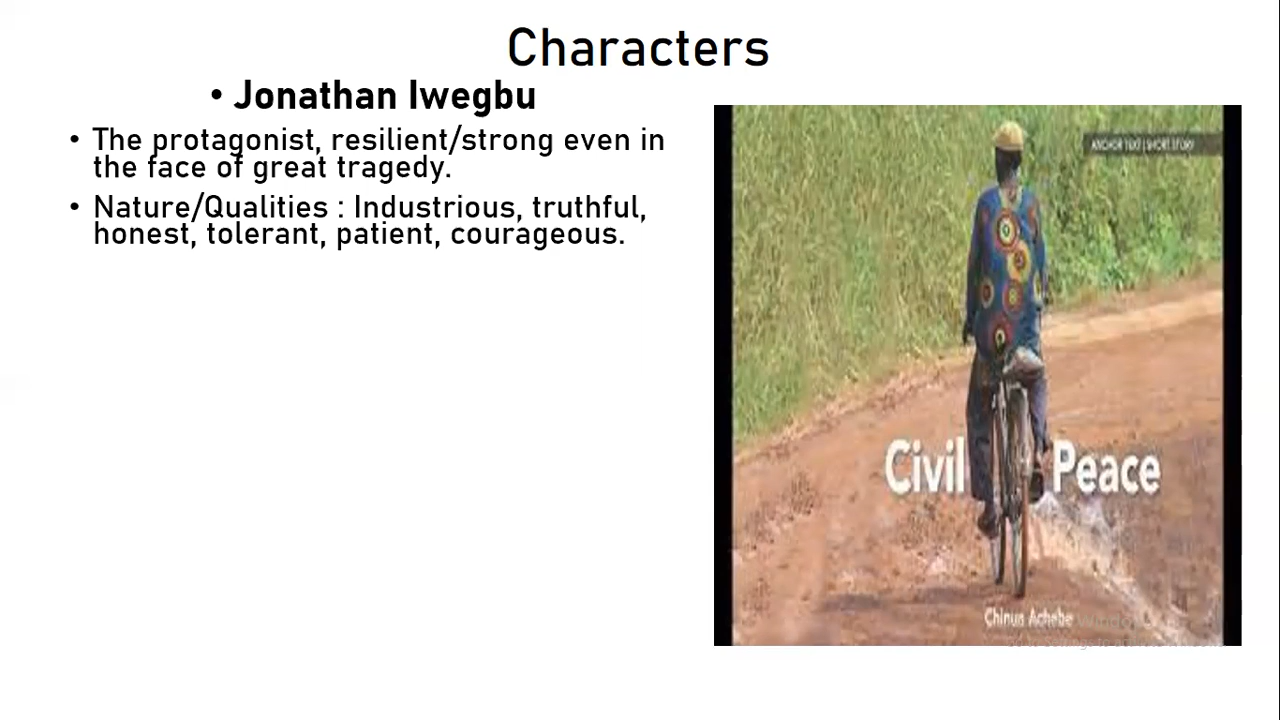 Characters
• Jonathan Iwegbu
• The protagonist, resilient/strong even in
the face of great tragedy.
• Nature/Qualities : Industrious, truthful,
honest, tolerant, patient, courageous.
ANCHOR TEXT | SHORT STORY
Civil Peace
Chinua Achebe